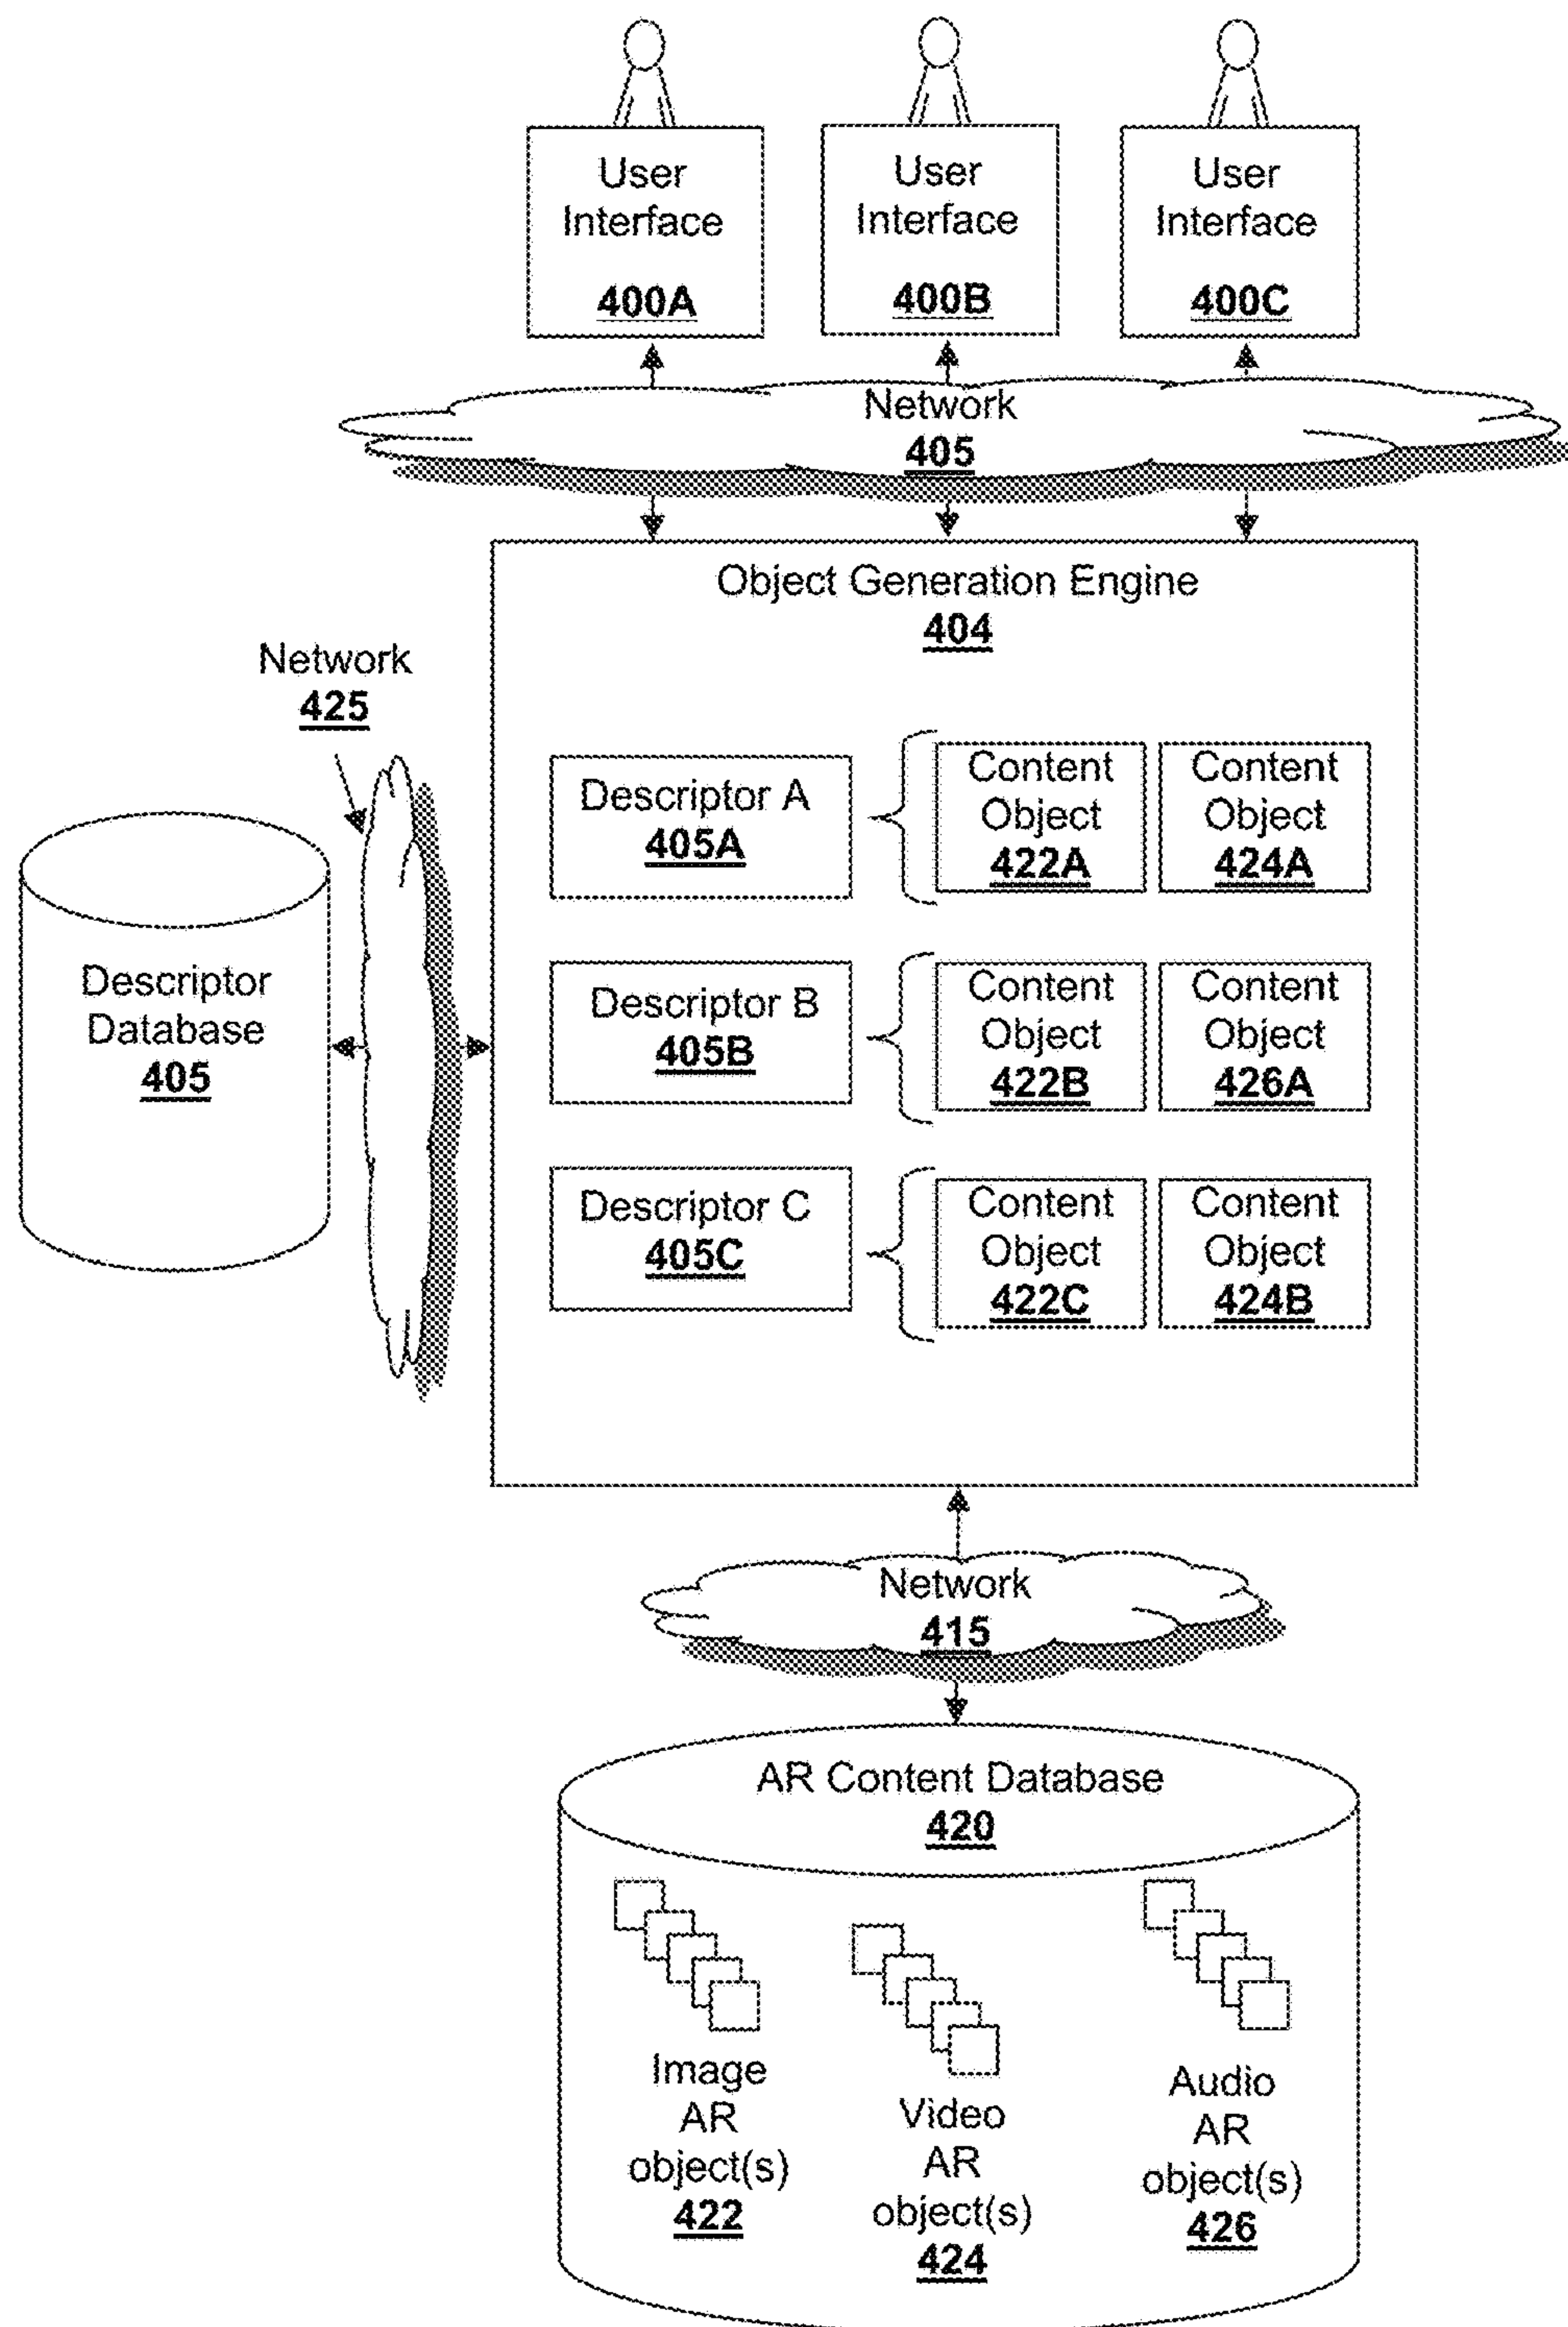 User
Interface
400A
User
Interface
400B
User
Interface
400C
Network
405
Object Generation Engine
404
Network
425
Descriptor
Database
405
Descriptor A
405A
Content
Object
422A
Content
Object
424A
Descriptor B
405B
Content
Object
422B
Content
Object
426A
Descriptor C
405C
Content
Object
422C
Content
Object
424B
Network
415
AR Content Database
420
Image
AR
object(s)
422
Video
AR
object(s)
424
Audio
AR
object(s)
426